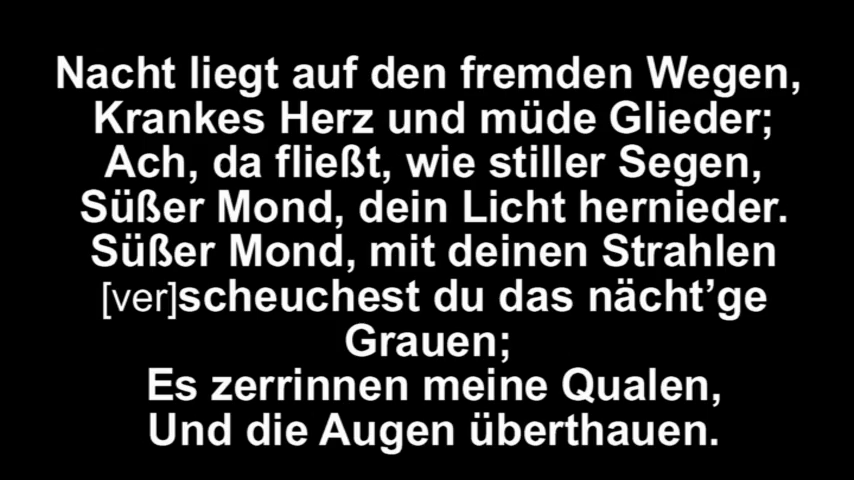 Nacht liegt auf den fremden Wegen,
Krankes Herz und müde Glieder;
Ach, da fließt, wie stiller Segen,
Süßer Mond, dein Licht hernieder.
Süßer Mond, mit deinen Strahlen
[ver]scheuchest du das nächt’ge
Grauen;
Es zerrinnen meine Qualen,
Und die Augen überthauen.